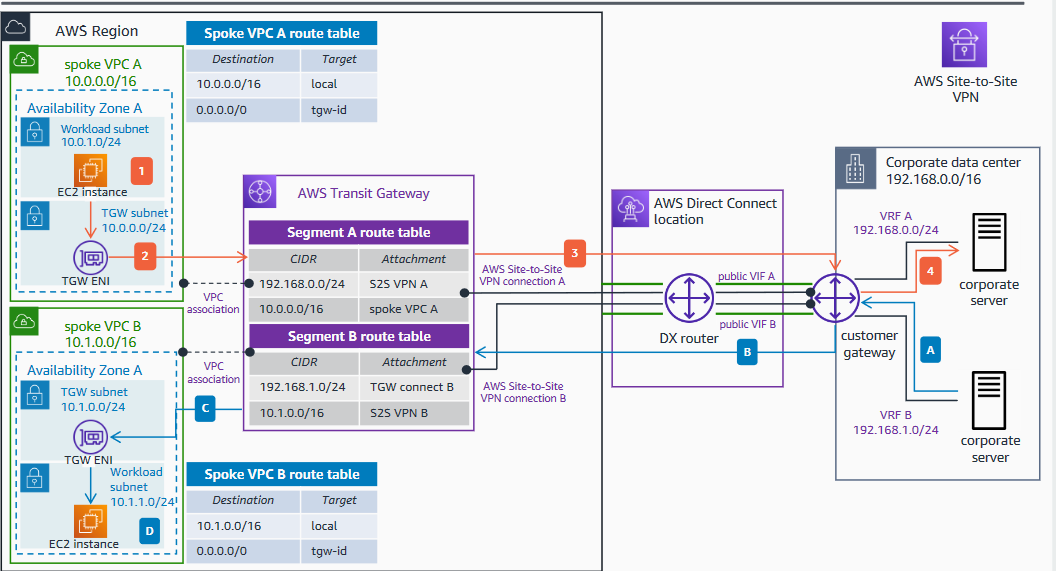 AWS Region
spoke VPC A
10.0.0.0/16
Availability Zone A
Workload subnet
10.0.1.0/24
1
EC2 instance
TGW subnet
10.0.0.0/24
2
TGW ENI
Spoke VPC A route table
Destination Target
10.0.0.0/16 local
0.0.0.0/0 tgw-id
VPC
association
spoke VPC B
10.1.0.0/16
Availability Zone A
TGW subnet
10.1.0.0/24
TGW ENI
C
Workload
subnet
10.1.1.0/24
EC2 instance
D
VPC
association
AWS Transit Gateway
Segment A route table
CIDR Attachment
192.168.0.0/24 S2S VPN A
10.0.0.0/16 spoke VPC A
Segment B route table
CIDR Attachment
192.168.1.0/24 TGW connect B
10.1.0.0/16 S2S VPN B
Spoke VPC B route table
Destination Target
10.1.0.0/16 local
0.0.0.0/0 tgw-id
3
AWS Site-to-Site
VPN connection A
B
AWS Site-to-Site
VPN connection B
AWS Direct Connect
location
public VIF A
public VIF B
DX router
AWS Site-to-Site
VPN
Corporate data center
192.168.0.0/16
VRF A
192.168.0.0/24
4
corporate
server
customer
gateway
A
VRF B
192.168.1.0/24
corporate
server